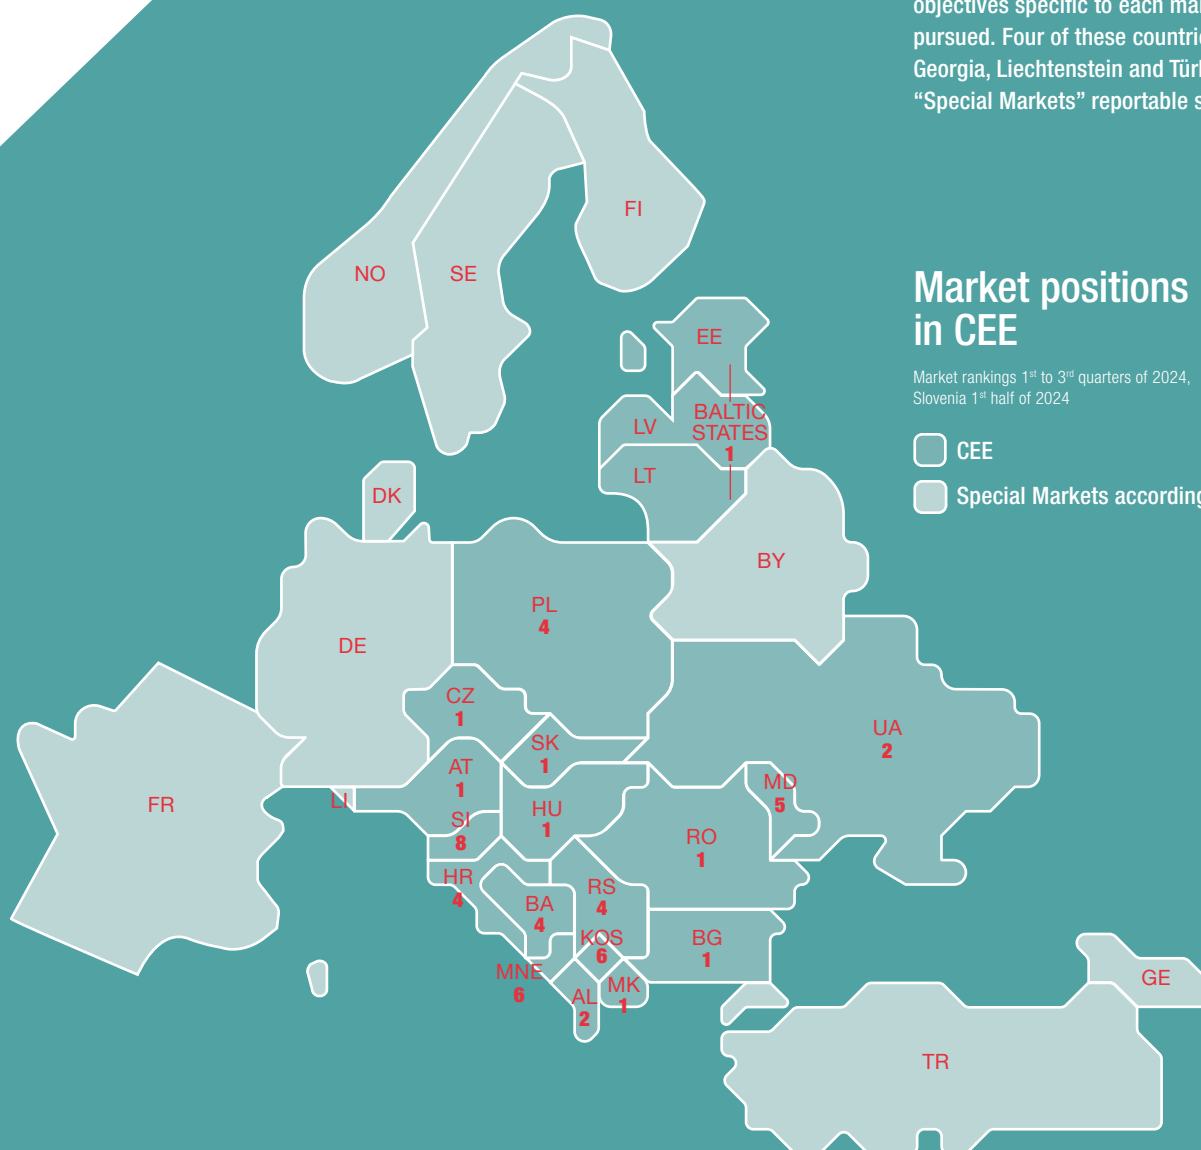 objectives specific to each
pursued. Four of these
Georgia, Liechtenstein and
“Special Markets” reportable
Market positions
in CEE
Market rankings 1st to 3rd quarters of 2024,
Slovenia 1st half of 2024
CEE
Special Markets
NO
SE
FI
EE
LV
BALTIC
STATES
1
LT
DK
BY
PL
4
DE
CZ
1
SK
1
UA
2
AT
1
MD
5
LI
FR
HU
1
SI
8
RO
1
HR
4
RS
4
BA
4
KOS
6
BG
1
MNE
6
MK
1
AL
2
GE
TR